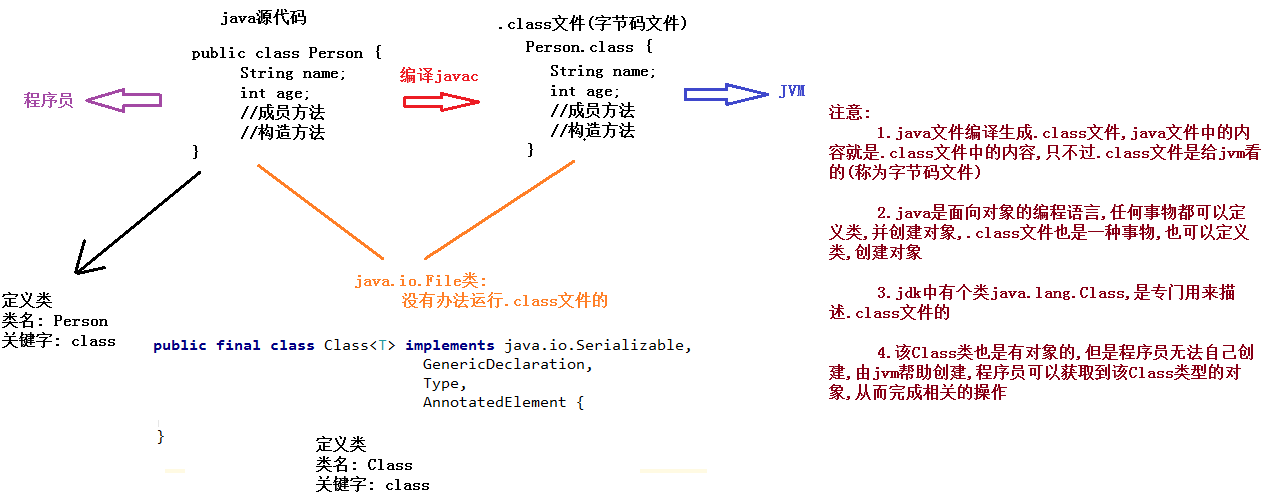 java源代码
public class Person {
String name;
int age;
//成员方法
//构造方法
}
程序员
编译javac
.class文件(字节码文件)
Person.class {
String name;
int age;
//成员方法
//构造方法
}
JVM
注意:
1.java文件编译生成.class文件,java文件中的内
容就是.class文件中的内容,只不过.class文件是给jvm看
的(称为字节码文件)
2.java是面向对象的编程语言,任何事物都可以定
义类,并创建对象,.class文件也是一种事物,也可以定义
类,创建对象
3.jdk中有个类java.lang.Class,是专门用来描
述.class文件的
4.该Class类也是有对象的,但是程序员无法自己创
建,由jvm帮助创建,程序员可以获取到该Class类型的对
象,从而完成相关的操作
java.io.File类:
没有办法运行.class文件的
定义类
类名: Person
关键字: class
public final class Class<T> implements java.io.Serializable,
GenericDeclaration,
Type,
AnnotatedElement {
}
定义类
类名: Class
关键字: class